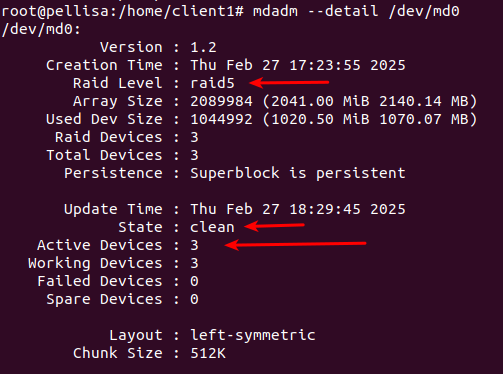 root@pellisa:/home/client1# mdadm --detail /dev/md0
/dev/md0:
Version : 1.2
Creation Time : Thu Feb 27 17:23:55 2025
Raid Level : raid5
Array Size : 2089984 (2041.00 MiB 2140.14 MB)
Used Dev Size : 1044992 (1020.50 MiB 1070.07 MB)
Raid Devices : 3
Total Devices : 3
Persistence : Superblock is persistent
Update Time : Thu Feb 27 18:29:45 2025
State : clean
Active Devices : 3
Working Devices : 3
Failed Devices : 0
Spare Devices : 0
Layout : left-symmetric
Chunk Size : 512K